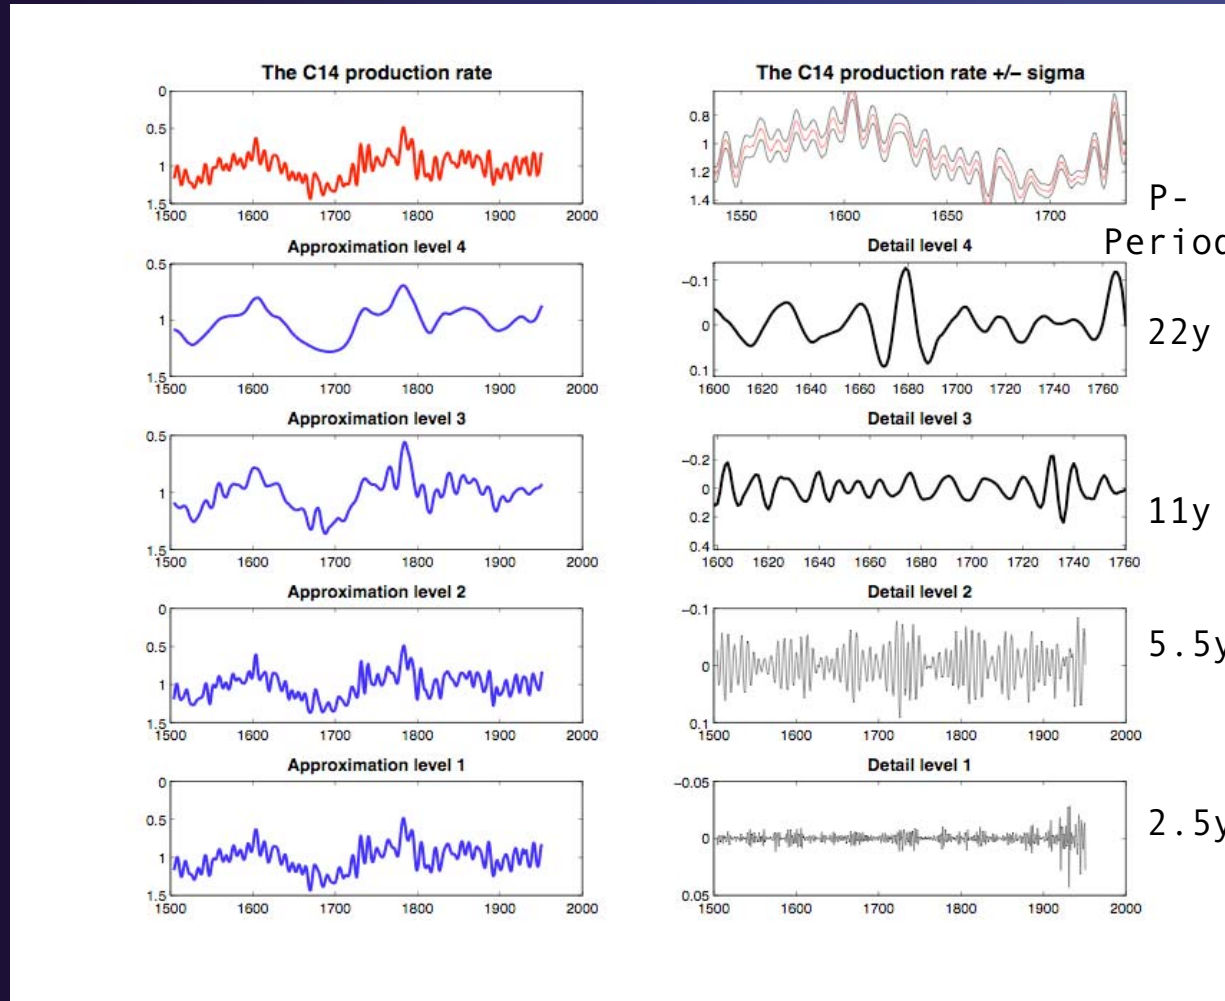 The C14 production rate
0
0.5
1
1.5
1500 1600 1700 1800 1900 2000
The C14 production rate +/− sigma
0.8
1
1.2
1.4
1550 1600 1650 1700
P-
Period
Approximation level 4
0.5
1
1.5
1500 1600 1700 1800 1900 2000
Detail level 4
−0.1
0
0.1
1600 1620 1640 1660 1680 1700 1720 1740 1760
22y
Approximation level 3
0.5
1
1.5
1500 1600 1700 1800 1900 2000
Detail level 3
−0.2
0
0.2
0.4
1600 1620 1640 1660 1680 1700 1720 1740 1760
11y
Approximation level 2
0
0.5
1
1.5
1500 1600 1700 1800 1900 2000
Detail level 2
−0.1
0
0.1
1500 1600 1700 1800 1900 2000
5.5y
Approximation level 1
0
0.5
1
1.5
1500 1600 1700 1800 1900 2000
Detail level 1
−0.05
0
0.05
1500 1600 1700 1800 1900 2000
2.5y